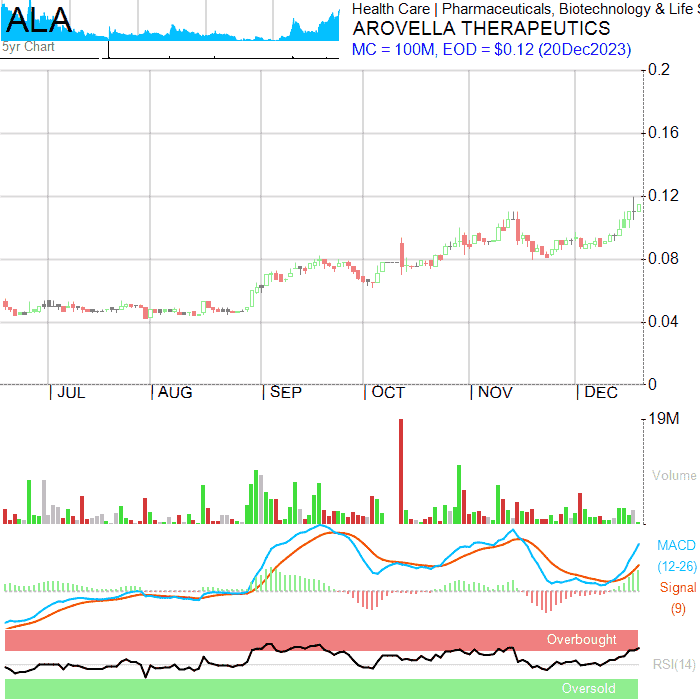 ALA
5yr Chart
Health Care | Pharmaceuticals, Biotechnology & Life S
AROVELLA THERAPEUTICS
MC = 100M, EOD = $0.12 (20Dec2023)
0.2
0.16
0.12
0.08
0.04
0
JUL AUG SEP OCT NOV DEC
19M
Volume
MACD
(12-26)
Signal
(9)
Overbought
RSI(14)
Oversold